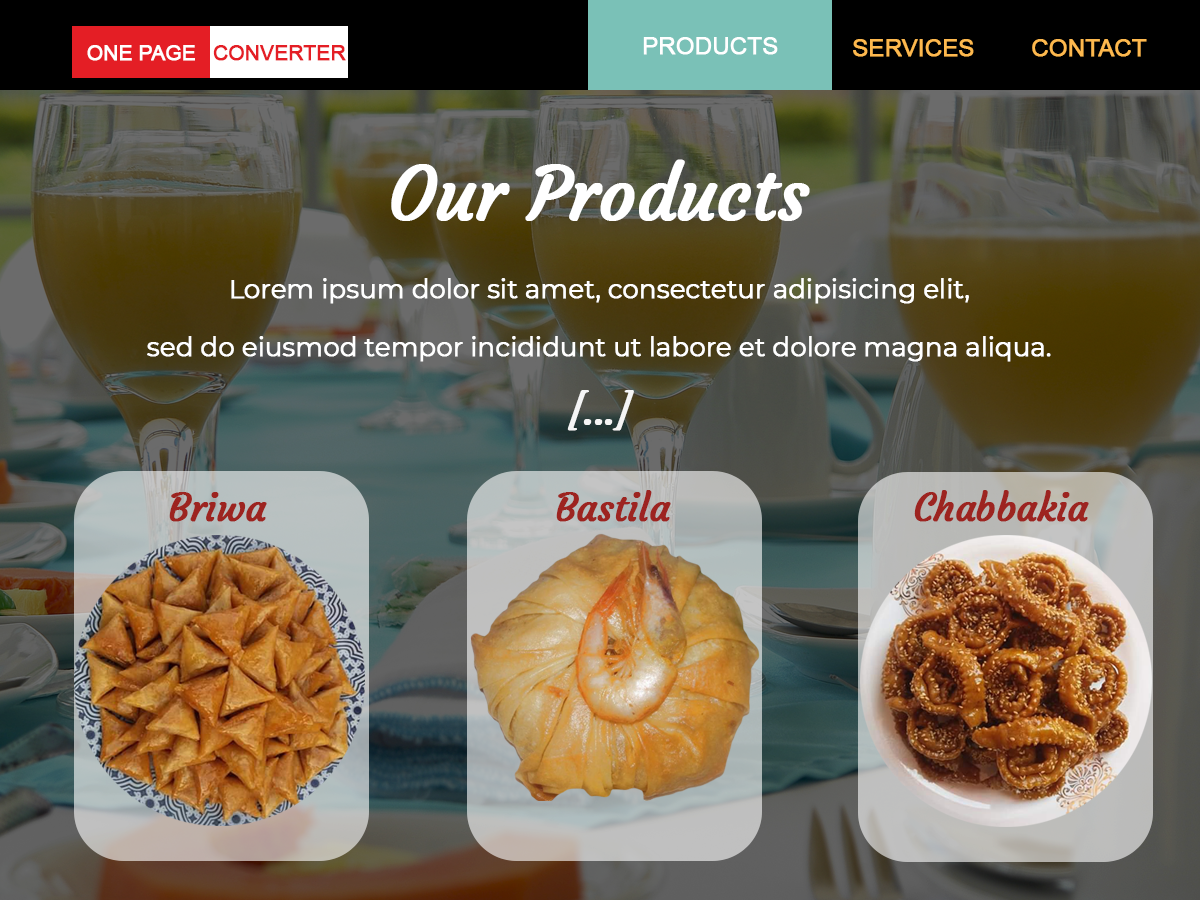 ONE PAGE CONVERTER
PRODUCTS SERVICES CONTACT
Our Products
Lorem ipsum dolor sit amet, consectetur adipisicing elit,
sed do eiusmod tempor incididunt ut labore et dolore magna aliqua.
[...]
Briwa
Bastila
Chabbakia